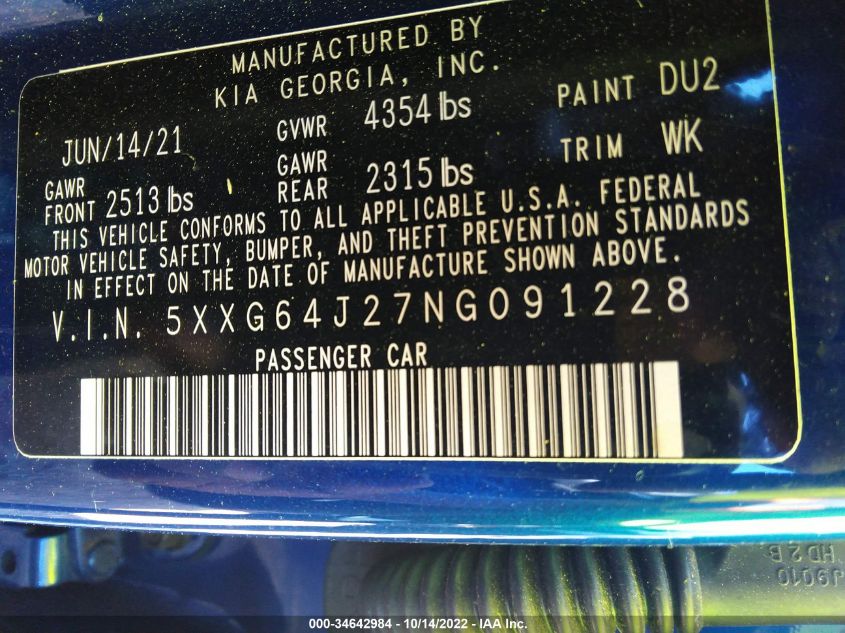 MANUFACTURED BY
KIA GEORGIA, INC.
JUN/14/21 GVWR 4354 lbs PAINT DU2
GAWR FRONT 2513 lbs GAWR REAR 2315 lbs TRIM WK
THIS VEHICLE CONFORMS TO ALL APPLICABLE U.S.A. FEDERAL
MOTOR VEHICLE SAFETY, BUMPER, AND THEFT PREVENTION STANDARDS
IN EFFECT ON THE DATE OF MANUFACTURE SHOWN ABOVE.
V.I.N. 5XXG64J27NG091228
PASSENGER CAR
J9010
HD 2 B
000-34642984 - 10/14/2022 - IAA Inc.